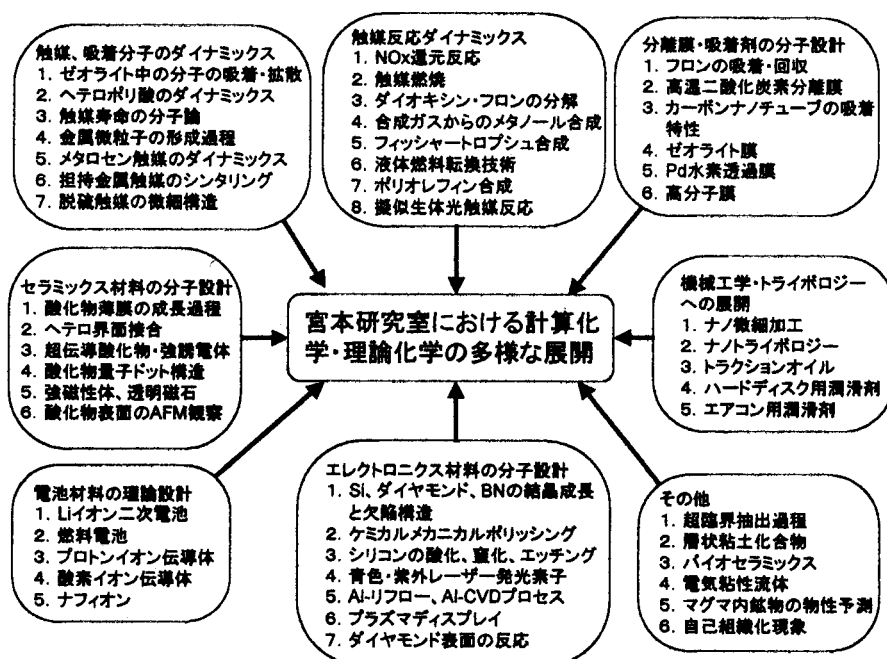 触媒、吸着分子のダイナミックス
1. ゼオライト中の分子の吸着・拡散
2. ヘテロポリ酸のダイナミックス
3. 触媒寿命の分子論
4. 金属微粒子の形成過程
5. メタロセン触媒のダイナミックス
6. 担持金属触媒のシンタリング
7. 脱硫触媒の微細構造
触媒反応ダイナミックス
1. NOx還元反応
2. 触媒燃焼
3. ダイオキシン・フロンの分解
4. 合成ガスからのメタノール合成
5. フィッシャートロプシュ合成
6. 液体燃料転換技術
7. ポリオレフィン合成
8. 擬似生体光触媒反応
分離膜・吸着剤の分子設計
1. フロンの吸着・回収
2. 高温二酸化炭素分離膜
3. カーボンナノチューブの吸着
特性
4. ゼオライト膜
5. Pd水素透過膜
6. 高分子膜
セラミックス材料の分子設計
1. 酸化物薄膜の成長過程
2. ヘテロ界面接合
3. 超伝導酸化物・強誘電体
4. 酸化物量子ドット構造
5. 強磁性体、透明磁石
6. 酸化物表面のAFM観察
宮本研究室における計算化
学・理論化学の多様な展開
機械工学・トライボロジー
への展開
1. ナノ微細加工
2. ナノトライボロジー
3. トラクションオイル
4. ハードディスク用潤滑剤
5. エアコン用潤滑剤
電池材料の理論設計
1. Liイオン二次電池
2. 燃料電池
3. プロトンイオン伝導体
4. 酸素イオン伝導体
5. ナフィオン
エレクトロニクス材料の分子設計
1. Si、ダイヤモンド、BNの結晶成長
と欠陥構造
2. ケミカルメカニカルポリッシング
3. シリコンの酸化、窒化、エッチング
4. 青色・紫外レーザー発光素子
5. Al-リフロー、Al-CVDプロセス
6. プラズマディスプレイ
7. ダイヤモンド表面の反応
その他
1. 超臨界抽出過程
2. 層状粘土化合物
3. バイオセラミックス
4. 電気粘性流体
5. マグマ内鉱物の物性予測
6. 自己組織化現象